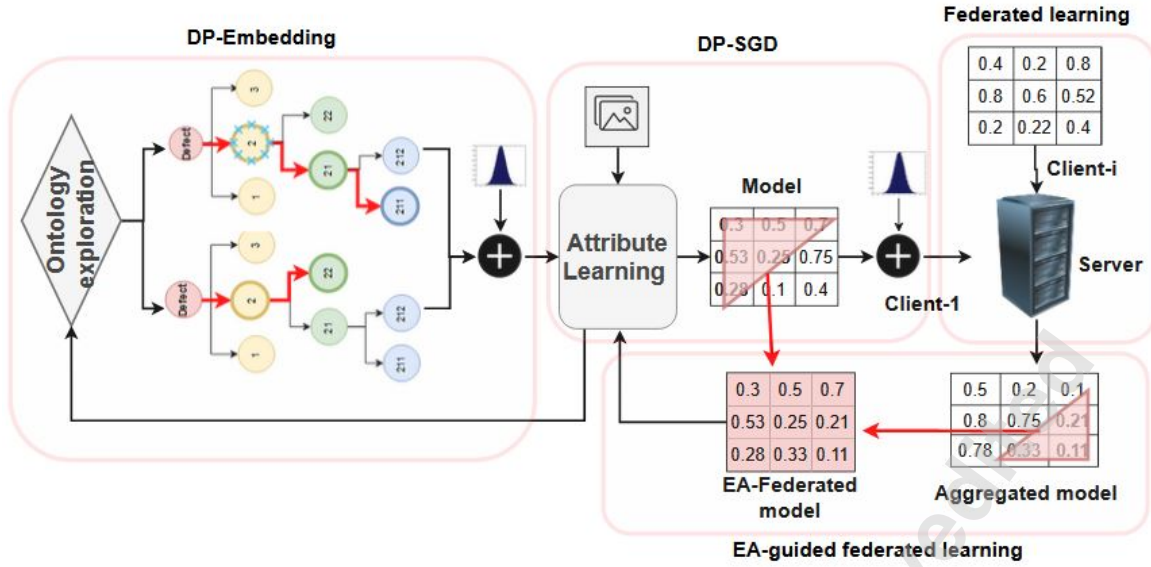 Federated learning
DP-Embedding
DP-SGD
0.4 0.2 0.8
0.8 0.6 0.52
0.2 0.22 0.4
Client-i
Server
Ontology
exploration
Defect
3
2
1
22
21
212
211
Defect
3
2
1
22
21
212
211
Attribute
Learning
Model
0.3 0.5 0.7
0.53 0.25 0.75
0.28 0.1 0.4
Client-1
0.3 0.5 0.7
0.53 0.25 0.21
0.28 0.33 0.11
EA-Federated
model
0.5 0.2 0.1
0.8 0.75 0.21
0.78 0.33 0.11
Aggregated model
EA-guided federated learning